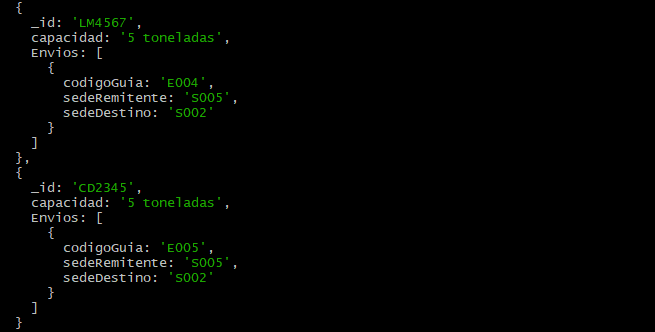 {
_id: 'LM4567',
capacidad: '5 toneladas',
Envios: [
{
codigoGuia: 'E004',
sedeRemitente: 'S005',
sedeDestino: 'S002'
}
]
},
{
_id: 'CD2345',
capacidad: '5 toneladas',
Envios: [
{
codigoGuia: 'E005',
sedeRemitente: 'S005',
sedeDestino: 'S002'
}
]
}